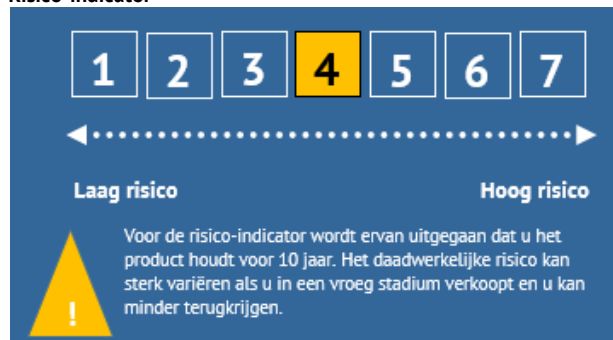 Risico-indicator
1 2 3 4 5 6 7
Laag risico Hoog risico
Voor de risico-indicator wordt ervan uitgegaan dat u het
product houdt voor 10 jaar. Het daadwerkelijke risico kan
sterk variëren als u in een vroeg stadium verkoopt en u kan
minder terugkrijgen.
!